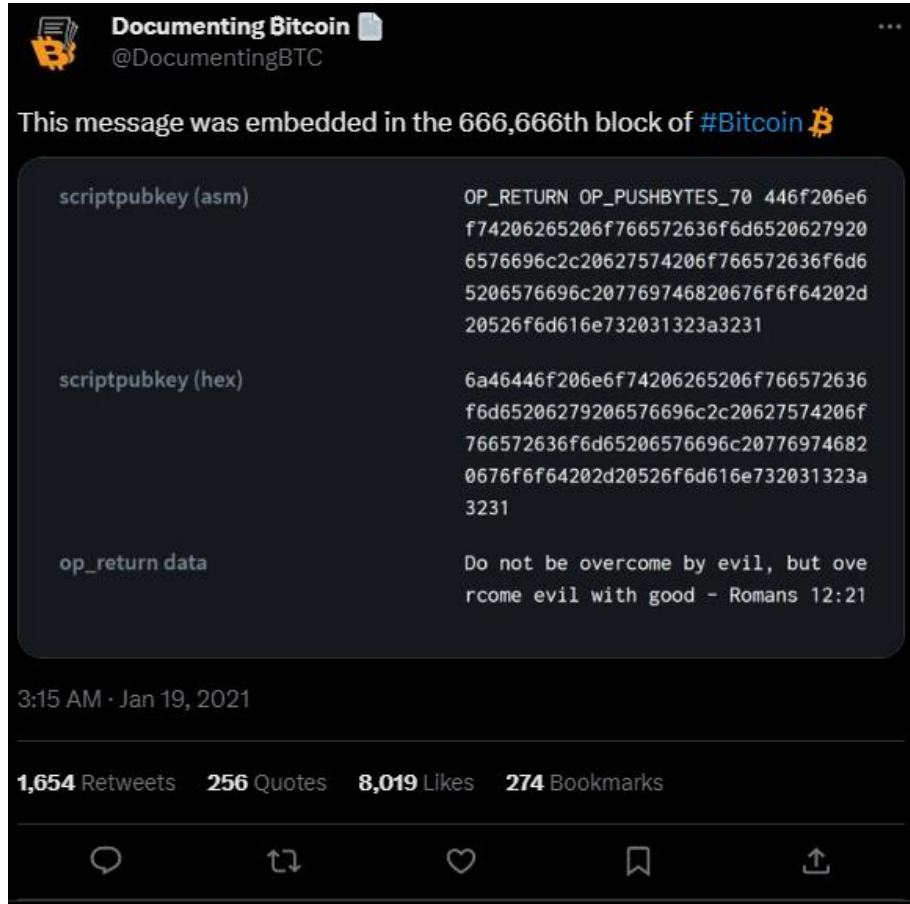 Documenting ₿itcoin 📄
@DocumentingBTC
This message was embedded in the 666,666th block of #Bitcoin
scriptpubkey (asm)
OP_RETURN OP_PUSHBYTES_70 446f206e6
f74206265206f766572636f6d6520627920
6576696c2c20627574206f766572636f6d6
5206576696c207769746820676f6f64202d
20526f6d616e732031323a3231
scriptpubkey (hex)
6a46446f206e6f74206265206f766572636
f6d65206279206576696c2c20627574206f
766572636f6d65206576696c20776974682
0676f6f64202d20526f6d616e732031323a
3231
op_return data
Do not be overcome by evil, but ove
rcome evil with good - Romans 12:21
3:15 AM · Jan 19, 2021
1,654 Retweets 256 Quotes 8,019 Likes 274 Bookmarks